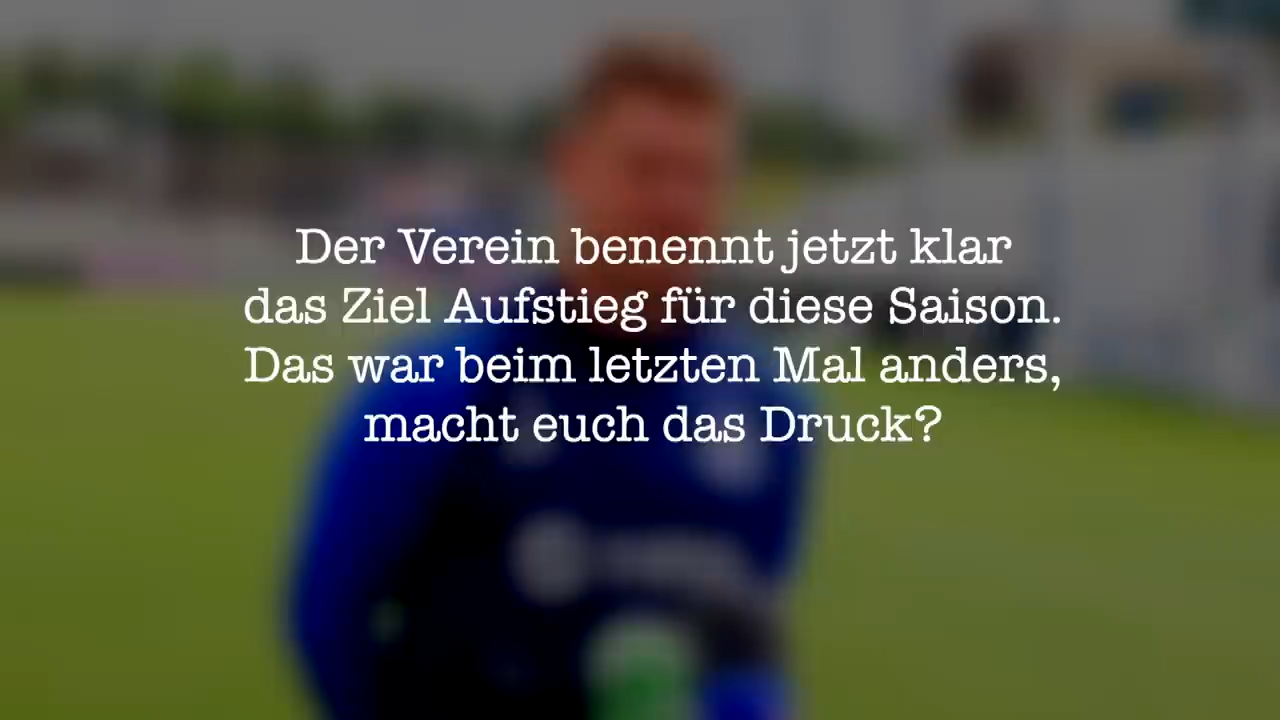 Der Verein benennt jetzt klar
das Ziel Aufstieg für diese Saison.
Das war beim letzten Mal anders,
macht euch das Druck?